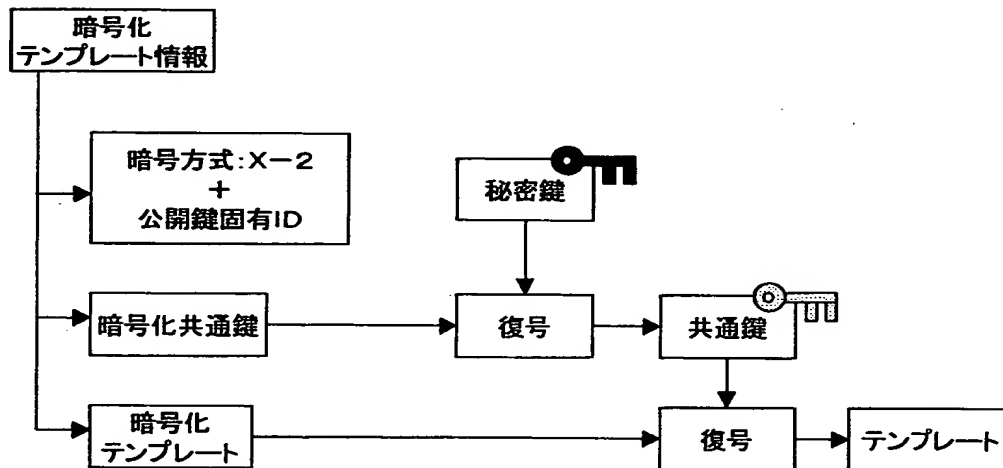 暗号化
テンプレート情報
暗号方式:X-2
+
公開鍵固有ID
秘密鍵
暗号化共通鍵
復号
共通鍵
暗号化
テンプレート
復号
テンプレート